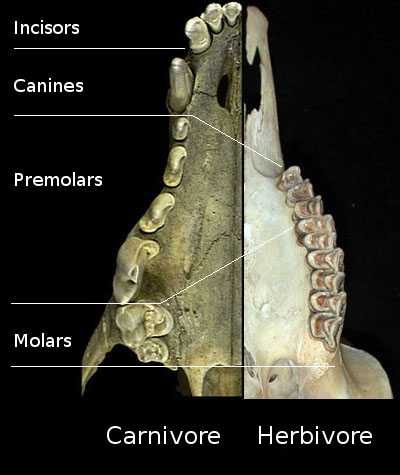 Incisors
Canines
Premolars
Molars
Carnivore Herbivore